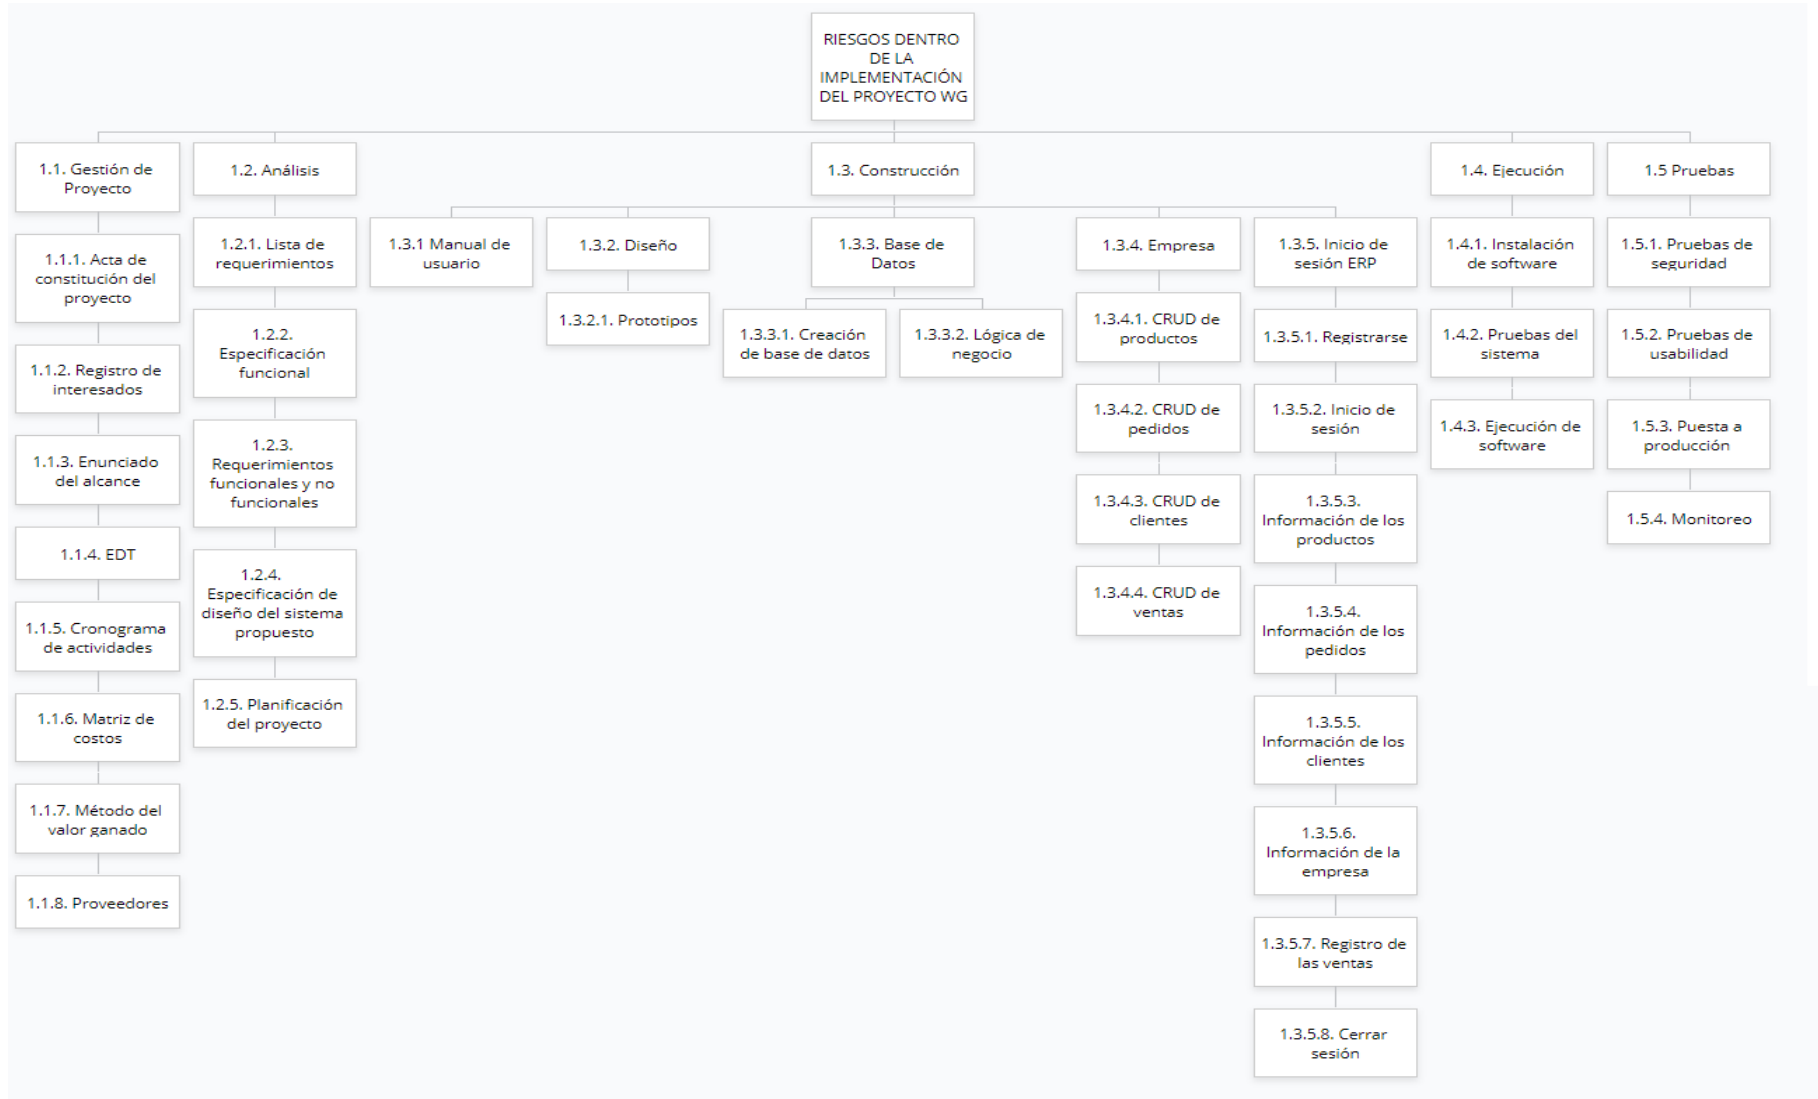 RIESGOS DENTRO
DE LA
IMPLEMENTACIÓN
DEL PROYECTO WG
1.1. Gestión de
Proyecto
1.1.1. Acta de
constitución del
proyecto
1.1.2. Registro de
interesados
1.1.3. Enunciado
del alcance
1.1.4. EDT
1.1.5. Cronograma
de actividades
1.1.6. Matriz de
costos
1.1.7. Método del
valor ganado
1.1.8. Proveedores
1.2. Análisis
1.2.1. Lista de
requerimientos
1.2.2.
Especificación
funcional
1.2.3.
Requerimientos
funcionales y no
funcionales
1.2.4.
Especificación de
diseño del sistema
propuesto
1.2.5. Planificación
del proyecto
1.3. Construcción
1.3.1 Manual de
usuario
1.3.2. Diseño
1.3.2.1. Prototipos
1.3.3. Base de
Datos
1.3.3.1. Creación
de base de datos
1.3.3.2. Lógica de
negocio
1.3.4. Empresa
1.3.4.1. CRUD de
productos
1.3.4.2. CRUD de
pedidos
1.3.4.3. CRUD de
clientes
1.3.4.4. CRUD de
ventas
1.3.5. Inicio de
sesión ERP
1.3.5.1. Registrarse
1.3.5.2. Inicio de
sesión
1.3.5.3.
Información de los
productos
1.3.5.4.
Información de los
pedidos
1.3.5.5.
Información de los
clientes
1.3.5.6.
Información de la
empresa
1.3.5.7. Registro de
las ventas
1.3.5.8. Cerrar
sesión
1.4. Ejecución
1.4.1. Instalación
de software
1.4.2. Pruebas del
sistema
1.4.3. Ejecución de
software
1.5 Pruebas
1.5.1. Pruebas de
seguridad
1.5.2. Pruebas de
usabilidad
1.5.3. Puesta a
producción
1.5.4. Monitoreo